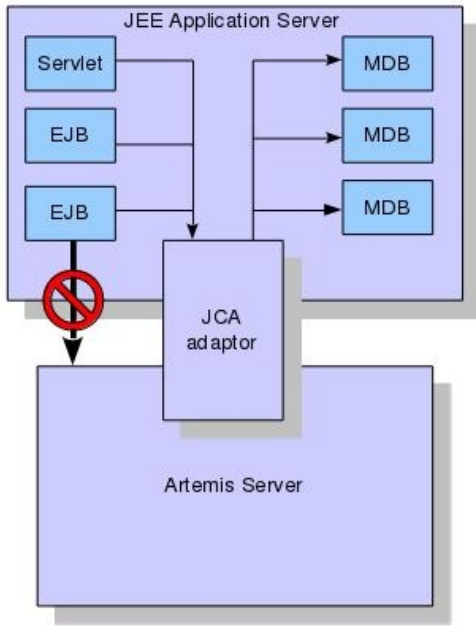 JEE Application Server
Servlet
MDB
EJB
MDB
EJB
MDB
JCA
adaptor
Artemis Server